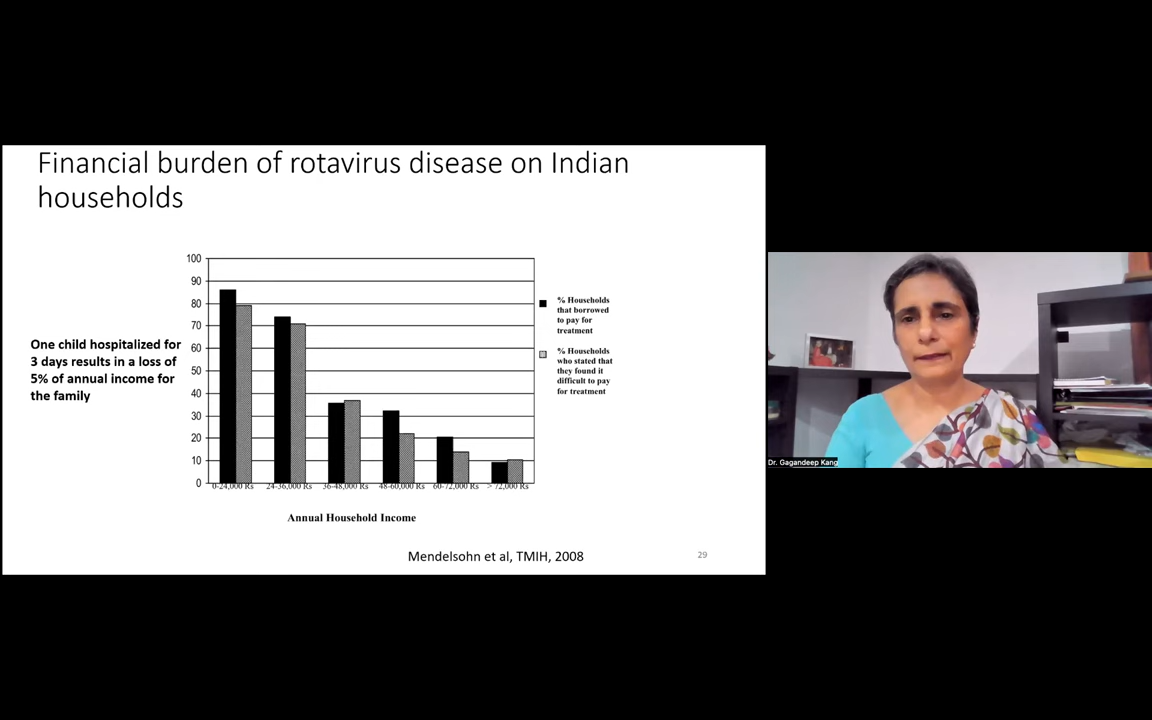 Financial burden of rotavirus disease on Indian
households
One child hospitalized for
3 days results in a loss of
5% of annual income for
the family
100
90
80
70
60
50
40
30
20
10
0
0-24,000 Rs 24-36,000 Rs 36-48,000 Rs 48-60,000 Rs 60-72,000 Rs > 72,000 Rs
Annual Household Income
% Households
that borrowed
to pay for
treatment
% Households
who stated that
they found it
difficult to pay
for treatment
Mendelsohn et al, TMIH, 2008
29
Dr. Gagandeep Kang